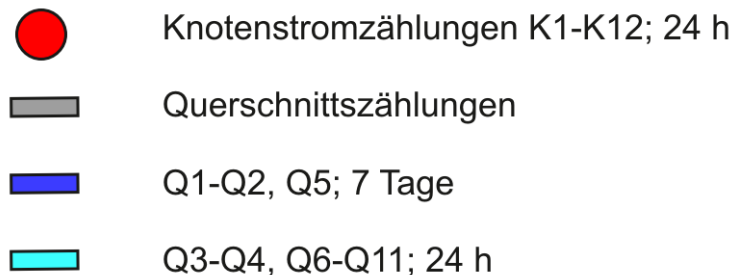 Knotenstromzählungen K1-K12; 24 h
Querschnittszählungen
Q1-Q2, Q5; 7 Tage
Q3-Q4, Q6-Q11; 24 h